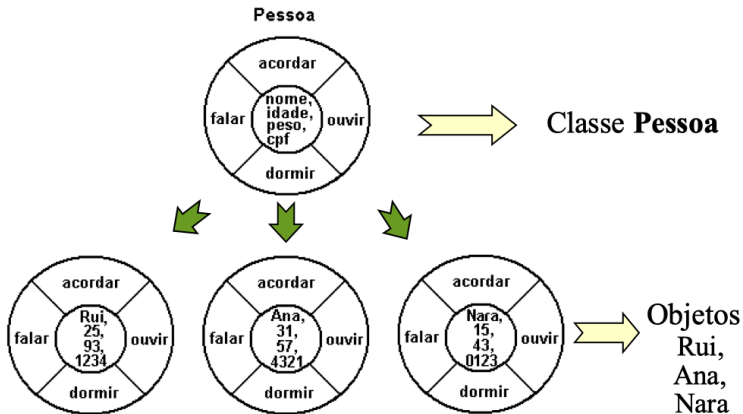 Pessoa
acordar
falar
nome,
idade,
peso,
cpf
ouvir
dormir
Classe Pessoa
acordar
falar
Rui,
25,
93,
1234
ouvir
dormir
acordar
falar
Ana,
31,
57,
4321
ouvir
dormir
acordar
falar
Nara,
15,
43,
0123
ouvir
dormir
Objetos
Rui,
Ana,
Nara